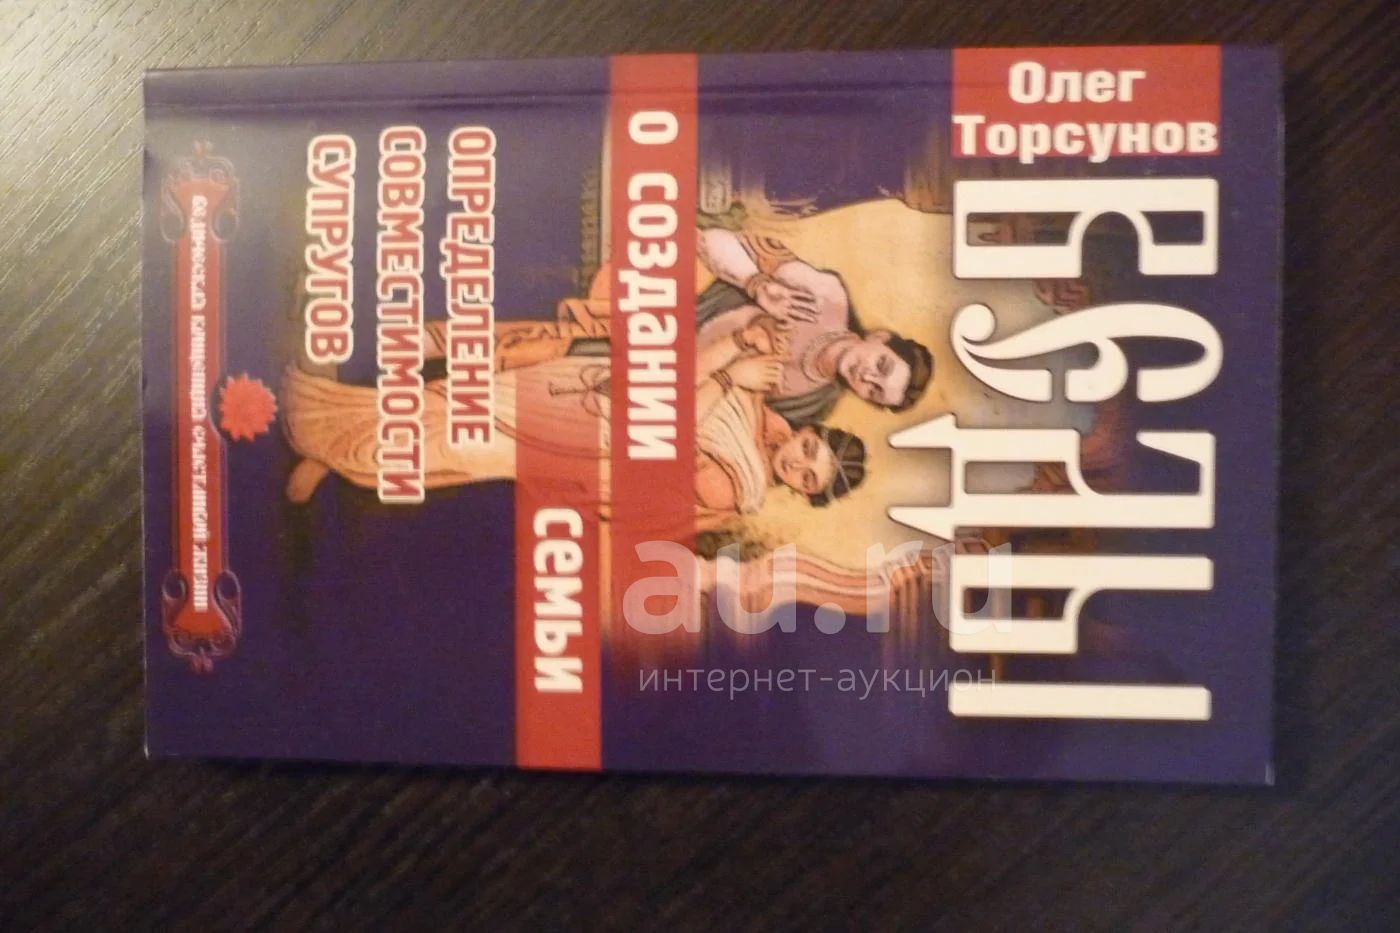 Олег
Торсунов
ВЕДЫ
о создании
семьи
ОПРЕДЕЛЕНИЕ
СОВМЕСТИМОСТИ
СУПРУГОВ
au.ru
интернет-аукцион